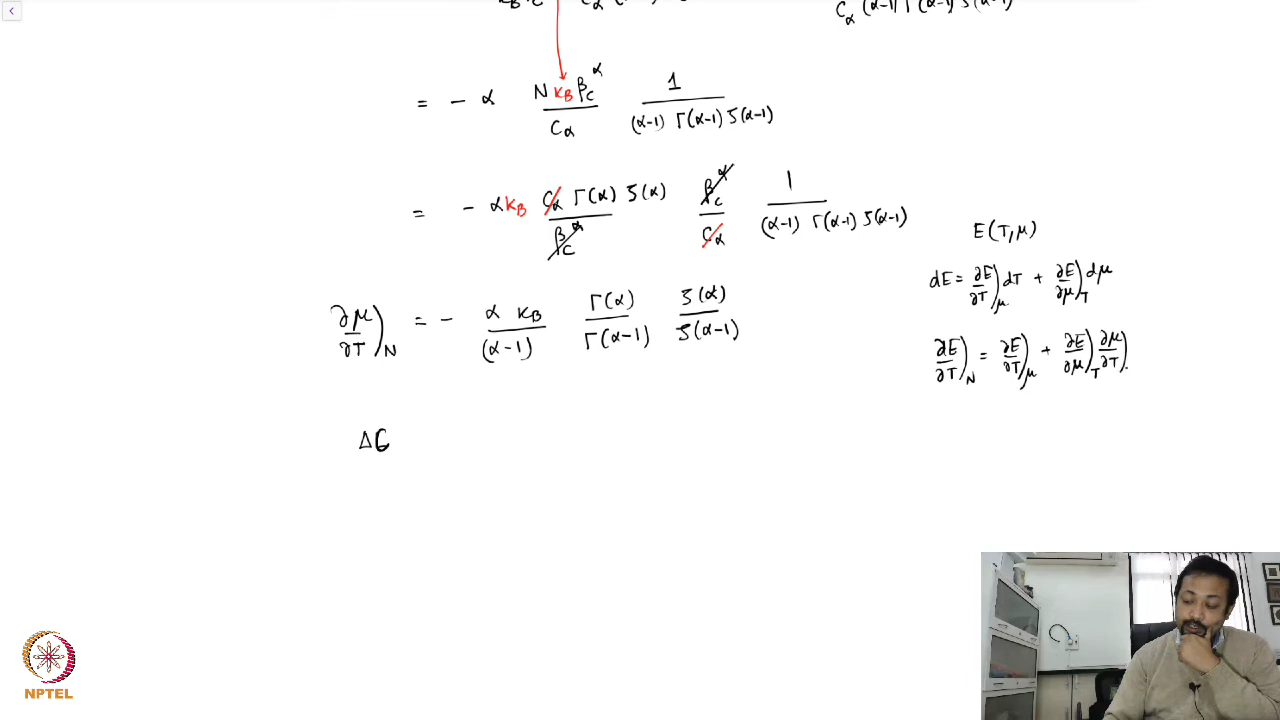 = - α N k_B β_c^α / C_α 1 / (α-1) Γ(α-1) ζ(α-1)
= - α k_B C_α Γ(α) ζ(α) / β_c^α β_c^α / C_α 1 / (α-1) Γ(α-1) ζ(α-1)
E(T,μ)
dE = ∂E/∂T)_μ dT + ∂E/∂μ)_T dμ
∂μ/∂T)_N = - α k_B / (α-1) Γ(α) / Γ(α-1) ζ(α) / ζ(α-1)
∂E/∂T)_N = ∂E/∂T)_μ + ∂E/∂μ)_T ∂μ/∂T)
ΔG
NPTEL